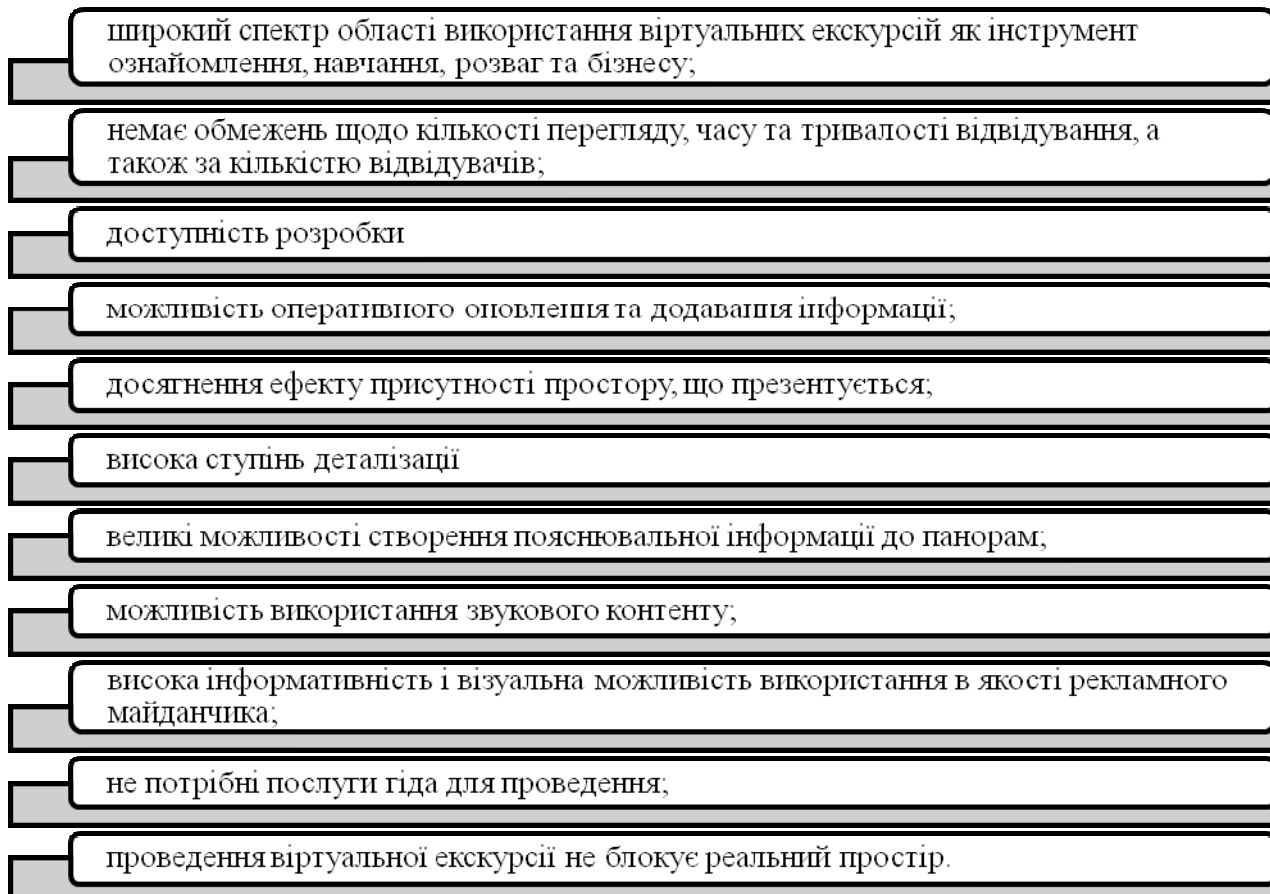 широкий спектр області використання віртуальних екскурсій як інструмент
ознайомлення, навчання, розваг та бізнесу;
немає обмежень щодо кількості перегляду, часу та тривалості відвідування, а
також за кількістю відвідувачів;
доступність розробки
можливість оперативного оновлення та додавання інформації;
досягнення ефекту присутності простору, що презентується;
висока ступінь деталізації
великі можливості створення пояснювальної інформації до панорам;
можливість використання звукового контенту;
висока інформативність і візуальна можливість використання в якості рекламного
майданчика;
не потрібні послуги гіда для проведення;
проведення віртуальної екскурсії не блокує реальний простір.